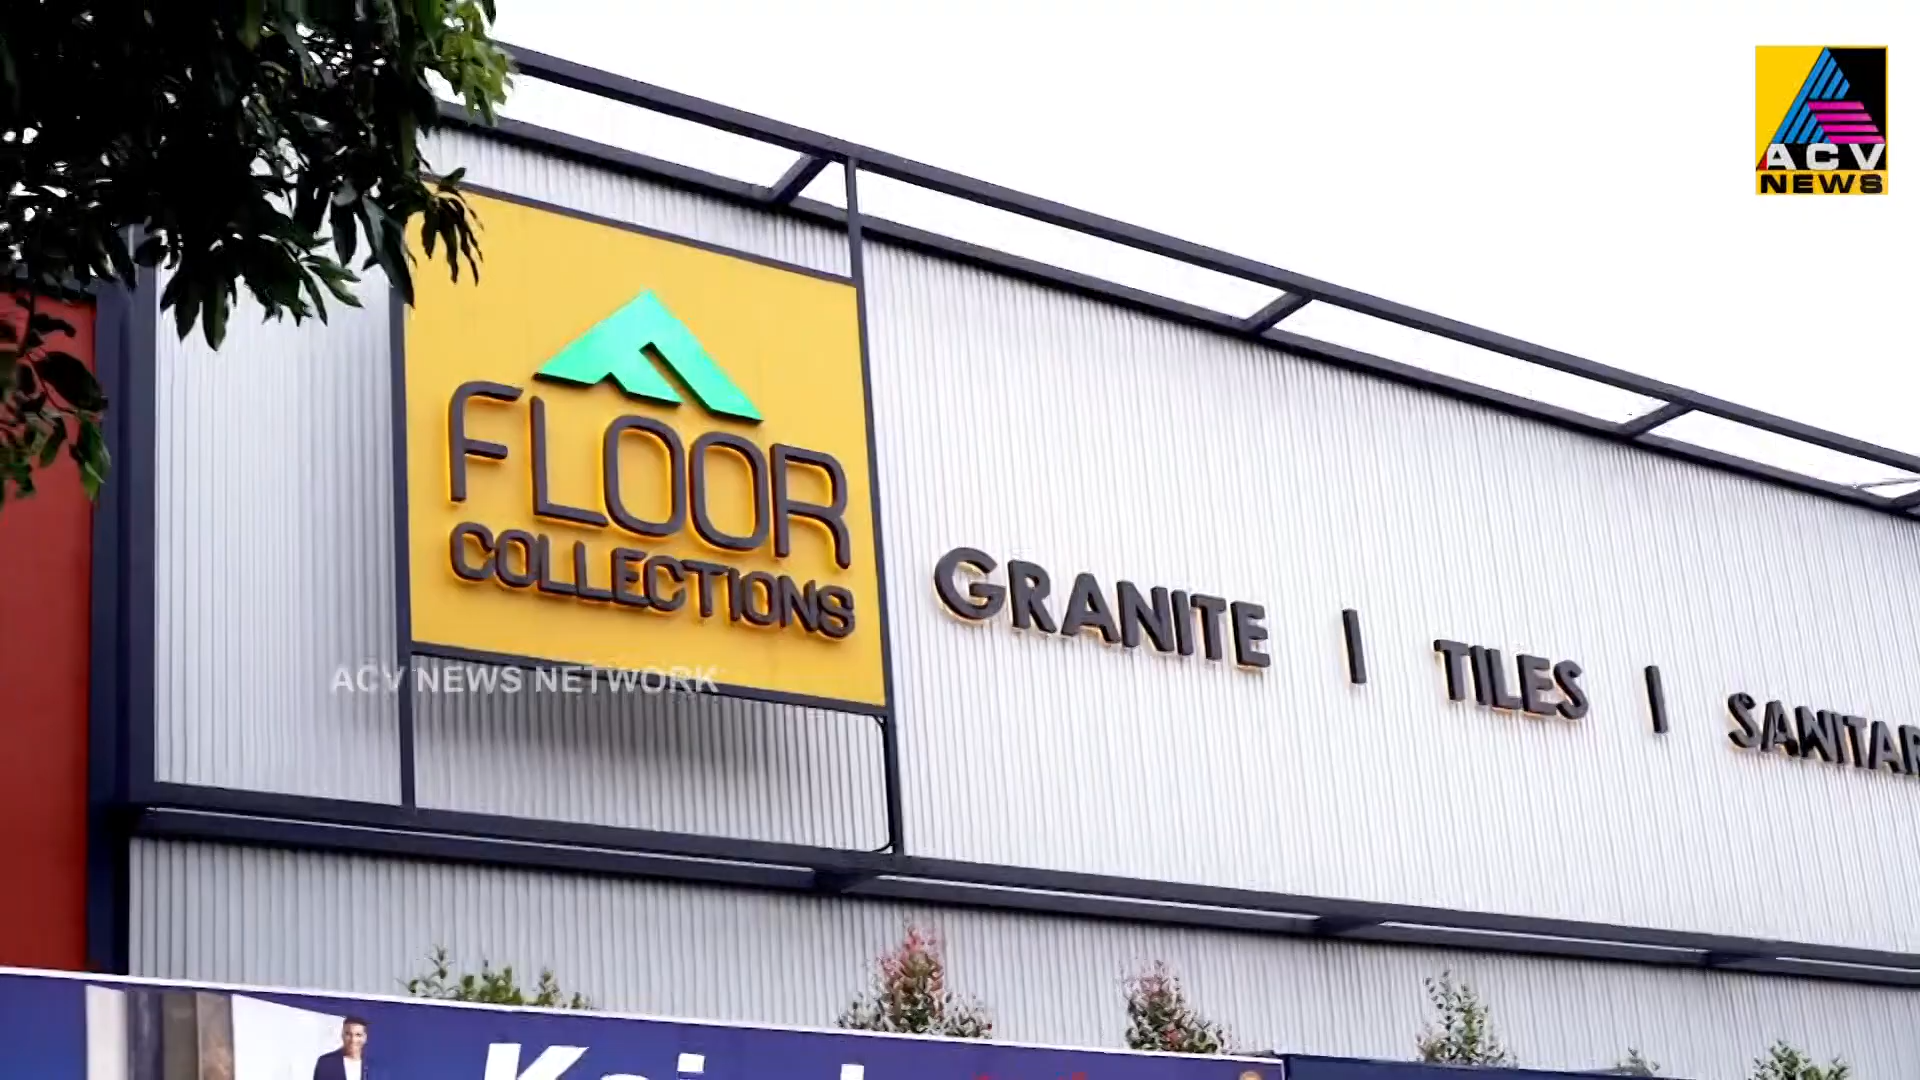 ACV
NEWS
FLOOR
COLLECTIONS
GRANITE | TILES |
ACV NEWS NETWORK